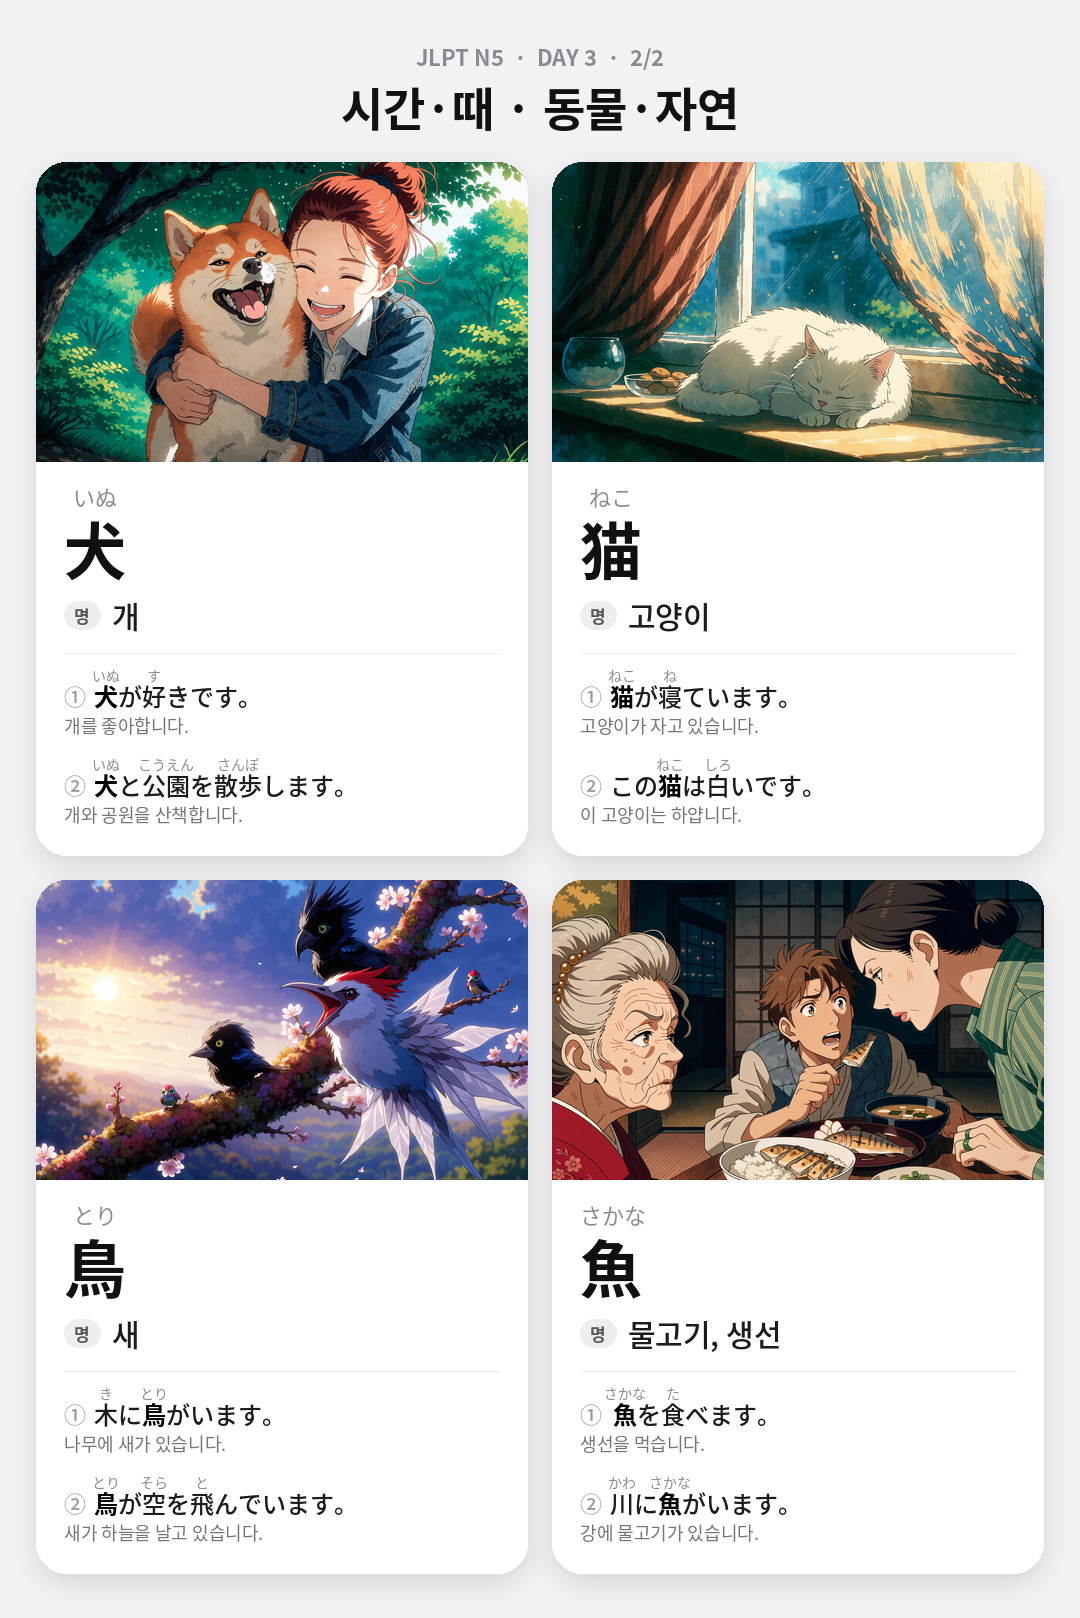 JLPT N5 · DAY 3 · 2/2
시간·때 · 동물·자연
いぬ
犬
명 개
いぬ す
① 犬が好きです。
개를 좋아합니다.
いぬ こうえん さんぽ
② 犬と公園を散歩します。
개와 공원을 산책합니다.
ねこ
猫
명 고양이
ねこ ね
① 猫が寝ています。
고양이가 자고 있습니다.
ねこ しろ
② この猫は白いです。
이 고양이는 하얍니다.
とり
鳥
명 새
き とり
① 木に鳥がいます。
나무에 새가 있습니다.
とり そら と
② 鳥が空を飛んでいます。
새가 하늘을 날고 있습니다.
さかな
魚
명 물고기, 생선
さかな た
① 魚を食べます。
생선을 먹습니다.
かわ さかな
② 川に魚がいます。
강에 물고기가 있습니다.